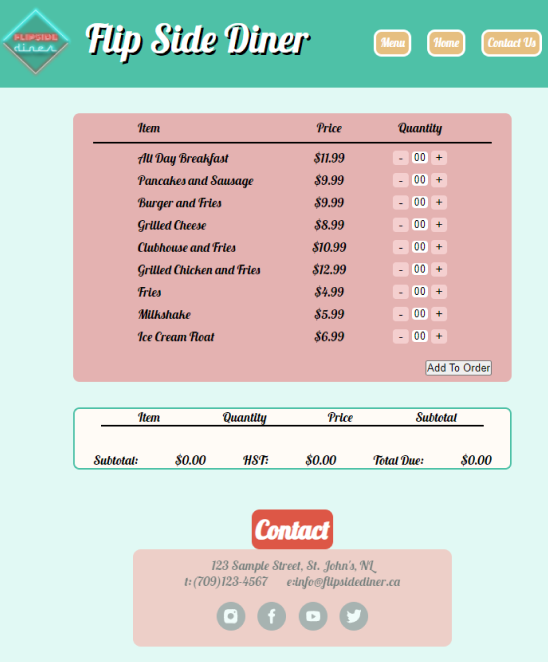 FLIPSIDE
diner
Flip Side Diner
Menu Home Contact Us
Item Price Quantity
All Day Breakfast $11.99 - 00 +
Pancakes and Sausage $9.99 - 00 +
Burger and Fries $9.99 - 00 +
Grilled Cheese $8.99 - 00 +
Clubhouse and Fries $10.99 - 00 +
Grilled Chicken and Fries $12.99 - 00 +
Fries $4.99 - 00 +
Milkshake $5.99 - 00 +
Ice Cream Float $6.99 - 00 +
Add To Order
Item Quantity Price Subtotal
Subtotal: $0.00 HST: $0.00 Total Due: $0.00
Contact
123 Sample Street, St. John's, NL
t:(709)123-4567 e:info@flipsidediner.ca